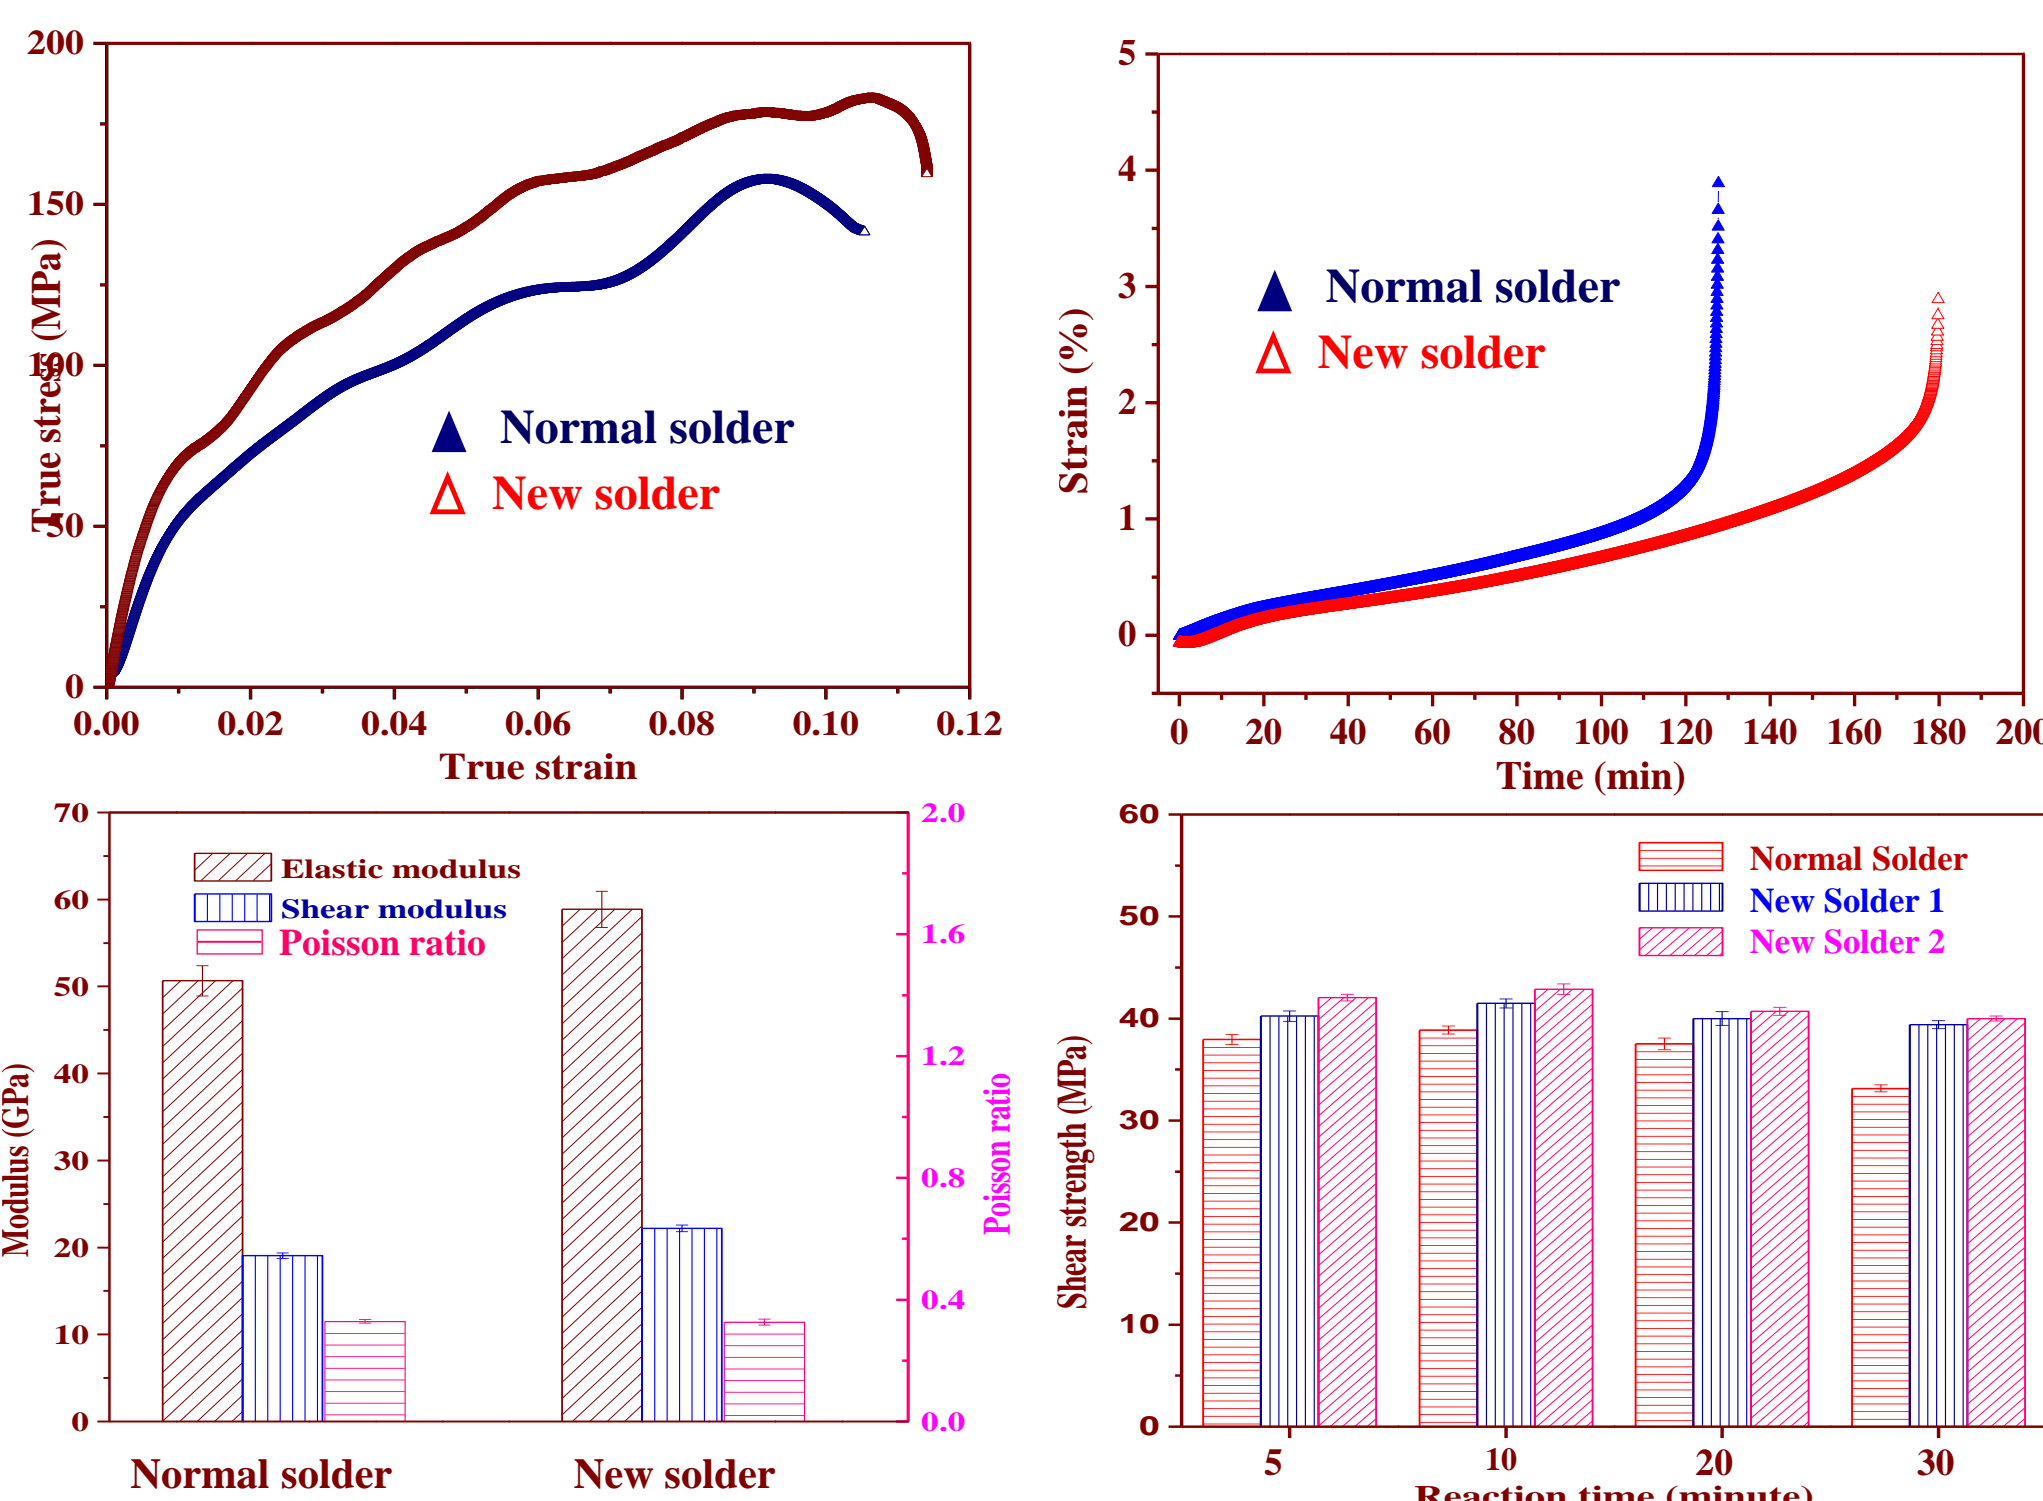 200
150
100
50
0
True stress (MPa)
Normal solder
New solder
0.00 0.02 0.04 0.06 0.08 0.10 0.12
True strain
5
4
3
2
1
0
Strain (%)
Normal solder
New solder
0 20 40 60 80 100 120 140 160 180 200
Time (min)
70
60
50
40
30
20
10
0
Modulus (GPa)
Elastic modulus
Shear modulus
Poisson ratio
2.0
1.6
1.2
0.8
0.4
0.0
Poisson ratio
Normal solder New solder
60
50
40
30
20
10
0
Shear strength (MPa)
Normal Solder
New Solder 1
New Solder 2
5 10 20 30
Reaction time (minute)